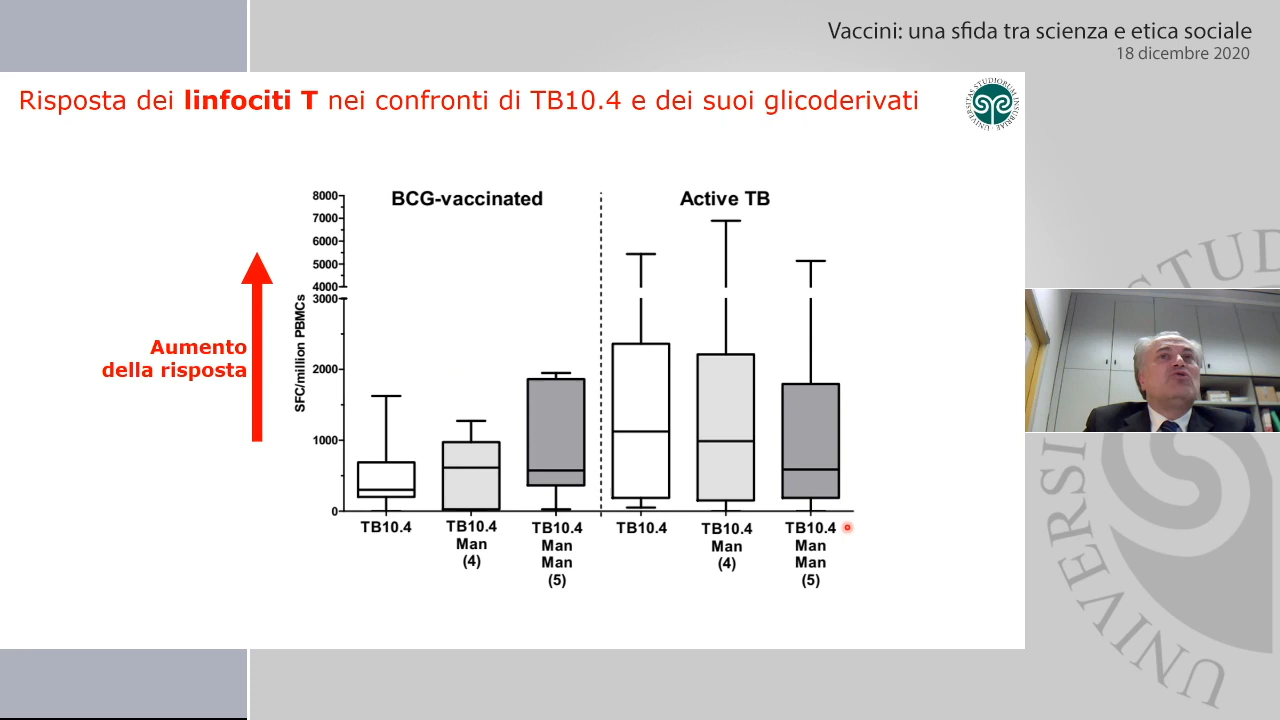 Vaccini: una sfida tra scienza e etica sociale
18 dicembre 2020
Risposta dei linfociti T nei confronti di TB10.4 e dei suoi glicoderivati
Aumento
della risposta
SFC/million PBMCs
8000
7000
6000
5000
4000
3000
2000
1000
0
BCG-vaccinated
Active TB
TB10.4
TB10.4
Man
(4)
TB10.4
Man
Man
(5)
TB10.4
TB10.4
Man
(4)
TB10.4
Man
Man
(5)